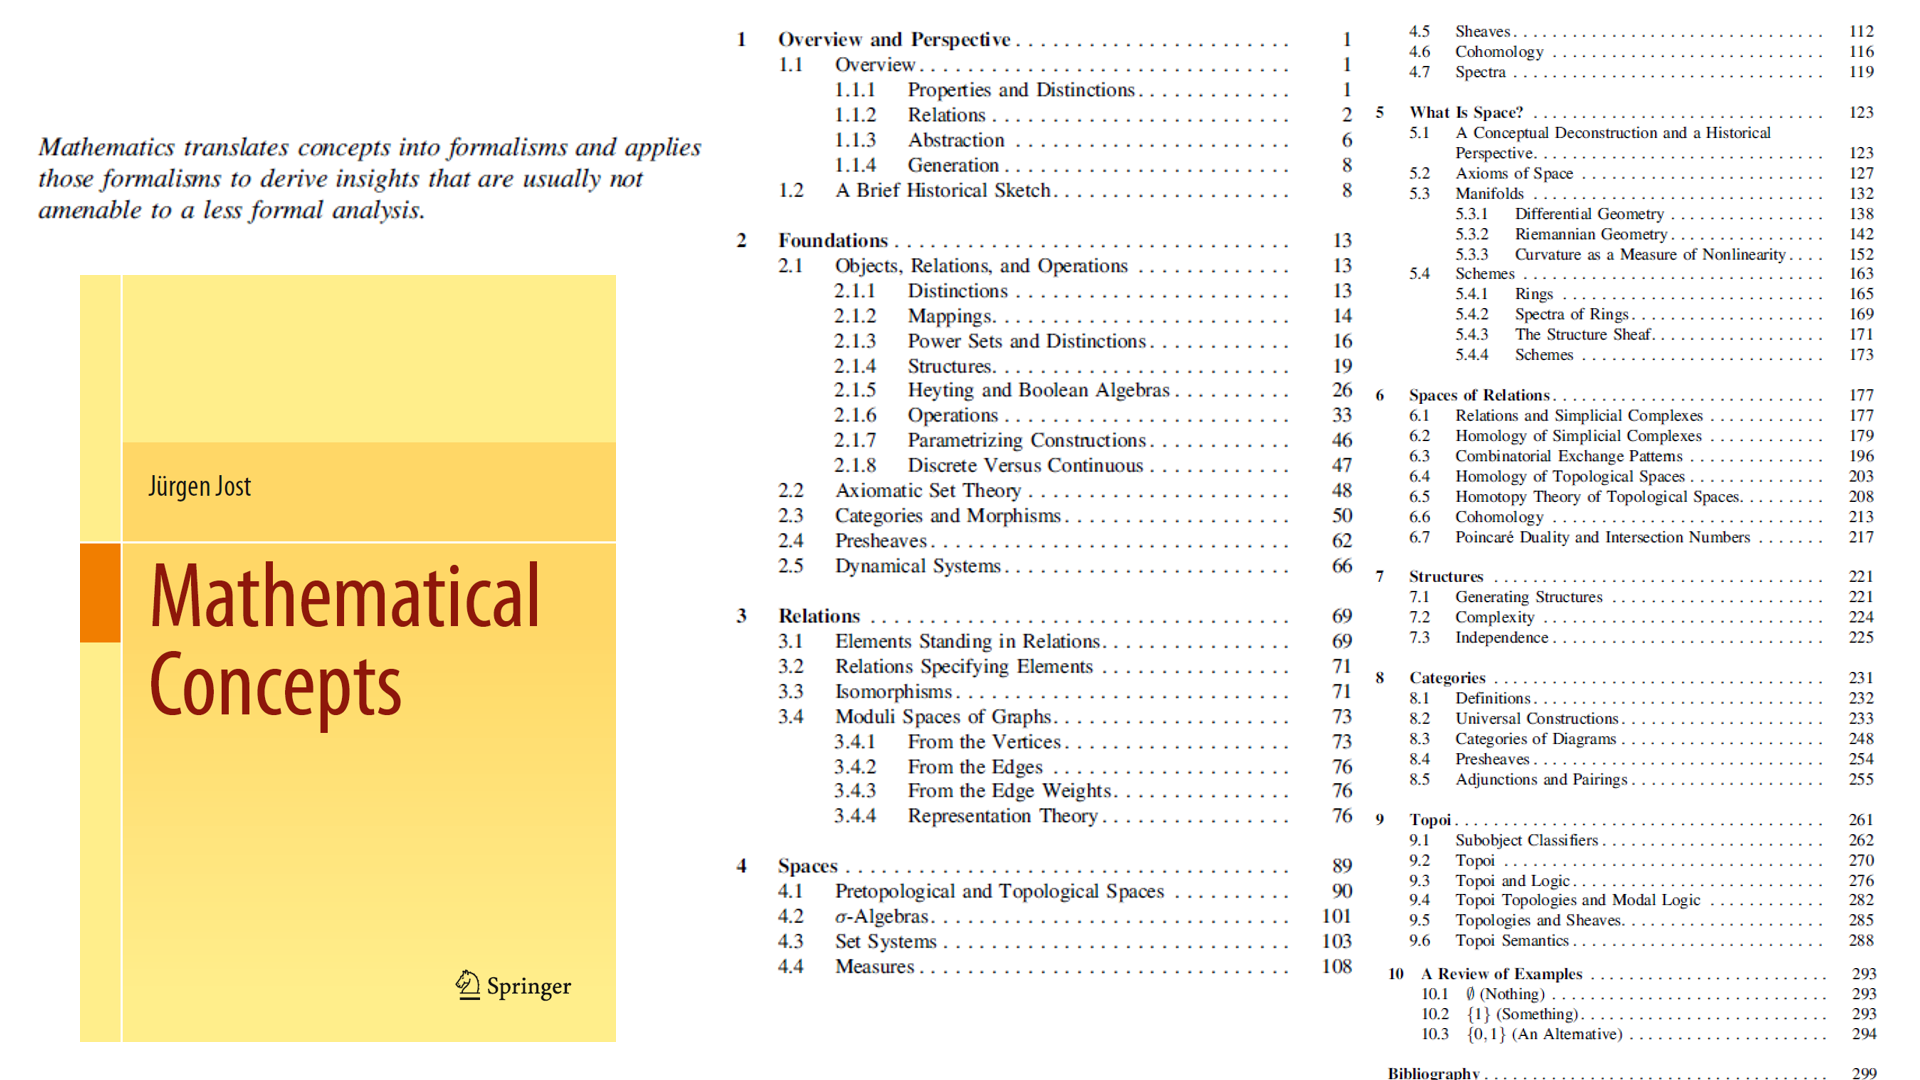 Mathematics translates concepts into formalisms and applies
those formalisms to derive insights that are usually not
amenable to a less formal analysis.
Jürgen Jost
Mathematical
Concepts
Springer
1 Overview and Perspective . . . . . . . . . . . . . . . . . . . . . . . 1
1.1 Overview . . . . . . . . . . . . . . . . . . . . . . . . . . . . . . 1
1.1.1 Properties and Distinctions . . . . . . . . . . . . . 1
1.1.2 Relations . . . . . . . . . . . . . . . . . . . . . . . . . 2
1.1.3 Abstraction . . . . . . . . . . . . . . . . . . . . . . . . 6
1.1.4 Generation . . . . . . . . . . . . . . . . . . . . . . . . 8
1.2 A Brief Historical Sketch . . . . . . . . . . . . . . . . . . . . 8
2 Foundations . . . . . . . . . . . . . . . . . . . . . . . . . . . . . . . . . 13
2.1 Objects, Relations, and Operations . . . . . . . . . . . . . 13
2.1.1 Distinctions . . . . . . . . . . . . . . . . . . . . . . . 13
2.1.2 Mappings. . . . . . . . . . . . . . . . . . . . . . . . . 14
2.1.3 Power Sets and Distinctions . . . . . . . . . . . . 16
2.1.4 Structures. . . . . . . . . . . . . . . . . . . . . . . . . 19
2.1.5 Heyting and Boolean Algebras . . . . . . . . . . 26
2.1.6 Operations . . . . . . . . . . . . . . . . . . . . . . . . 33
2.1.7 Parametrizing Constructions . . . . . . . . . . . . 46
2.1.8 Discrete Versus Continuous . . . . . . . . . . . . 47
2.2 Axiomatic Set Theory . . . . . . . . . . . . . . . . . . . . . . 48
2.3 Categories and Morphisms . . . . . . . . . . . . . . . . . . . 50
2.4 Presheaves . . . . . . . . . . . . . . . . . . . . . . . . . . . . . . 62
2.5 Dynamical Systems . . . . . . . . . . . . . . . . . . . . . . . . 66
3 Relations . . . . . . . . . . . . . . . . . . . . . . . . . . . . . . . . . . . 69
3.1 Elements Standing in Relations . . . . . . . . . . . . . . . . 69
3.2 Relations Specifying Elements . . . . . . . . . . . . . . . . 71
3.3 Isomorphisms . . . . . . . . . . . . . . . . . . . . . . . . . . . . 71
3.4 Moduli Spaces of Graphs . . . . . . . . . . . . . . . . . . . . 73
3.4.1 From the Vertices . . . . . . . . . . . . . . . . . . . 73
3.4.2 From the Edges . . . . . . . . . . . . . . . . . . . . 76
3.4.3 From the Edge Weights . . . . . . . . . . . . . . . 76
3.4.4 Representation Theory . . . . . . . . . . . . . . . . 76
4 Spaces . . . . . . . . . . . . . . . . . . . . . . . . . . . . . . . . . . . . . 89
4.1 Pretopological and Topological Spaces . . . . . . . . . . 90
4.2 σ-Algebras . . . . . . . . . . . . . . . . . . . . . . . . . . . . . . 101
4.3 Set Systems . . . . . . . . . . . . . . . . . . . . . . . . . . . . . 103
4.4 Measures . . . . . . . . . . . . . . . . . . . . . . . . . . . . . . . 108
4.5 Sheaves . . . . . . . . . . . . . . . . . . . . . . . . . . . . . . . . 112
4.6 Cohomology . . . . . . . . . . . . . . . . . . . . . . . . . . . . 116
4.7 Spectra . . . . . . . . . . . . . . . . . . . . . . . . . . . . . . . . 119
5 What Is Space? . . . . . . . . . . . . . . . . . . . . . . . . . . . . . . 123
5.1 A Conceptual Deconstruction and a Historical
Perspective. . . . . . . . . . . . . . . . . . . . . . . . . . . . . . 123
5.2 Axioms of Space . . . . . . . . . . . . . . . . . . . . . . . . . 127
5.3 Manifolds . . . . . . . . . . . . . . . . . . . . . . . . . . . . . . 132
5.3.1 Differential Geometry . . . . . . . . . . . . . . . . 138
5.3.2 Riemannian Geometry . . . . . . . . . . . . . . . . 142
5.3.3 Curvature as a Measure of Nonlinearity . . . . 152
5.4 Schemes . . . . . . . . . . . . . . . . . . . . . . . . . . . . . . . 163
5.4.1 Rings . . . . . . . . . . . . . . . . . . . . . . . . . . . 165
5.4.2 Spectra of Rings . . . . . . . . . . . . . . . . . . . . 169
5.4.3 The Structure Sheaf. . . . . . . . . . . . . . . . . . 171
5.4.4 Schemes . . . . . . . . . . . . . . . . . . . . . . . . . 173
6 Spaces of Relations . . . . . . . . . . . . . . . . . . . . . . . . . . . 177
6.1 Relations and Simplicial Complexes . . . . . . . . . . . . 177
6.2 Homology of Simplicial Complexes . . . . . . . . . . . . 179
6.3 Combinatorial Exchange Patterns . . . . . . . . . . . . . . 196
6.4 Homology of Topological Spaces . . . . . . . . . . . . . . 203
6.5 Homotopy Theory of Topological Spaces. . . . . . . . . 208
6.6 Cohomology . . . . . . . . . . . . . . . . . . . . . . . . . . . . 213
6.7 Poincaré Duality and Intersection Numbers . . . . . . . 217
7 Structures . . . . . . . . . . . . . . . . . . . . . . . . . . . . . . . . . . 221
7.1 Generating Structures . . . . . . . . . . . . . . . . . . . . . . 221
7.2 Complexity . . . . . . . . . . . . . . . . . . . . . . . . . . . . . 224
7.3 Independence . . . . . . . . . . . . . . . . . . . . . . . . . . . . 225
8 Categories . . . . . . . . . . . . . . . . . . . . . . . . . . . . . . . . . . 231
8.1 Definitions . . . . . . . . . . . . . . . . . . . . . . . . . . . . . . 232
8.2 Universal Constructions . . . . . . . . . . . . . . . . . . . . . 233
8.3 Categories of Diagrams . . . . . . . . . . . . . . . . . . . . . 248
8.4 Presheaves . . . . . . . . . . . . . . . . . . . . . . . . . . . . . . 254
8.5 Adjunctions and Pairings . . . . . . . . . . . . . . . . . . . . 255
9 Topoi . . . . . . . . . . . . . . . . . . . . . . . . . . . . . . . . . . . . . . 261
9.1 Subobject Classifiers . . . . . . . . . . . . . . . . . . . . . . . 262
9.2 Topoi . . . . . . . . . . . . . . . . . . . . . . . . . . . . . . . . . 270
9.3 Topoi and Logic . . . . . . . . . . . . . . . . . . . . . . . . . . 276
9.4 Topoi Topologies and Modal Logic . . . . . . . . . . . . 282
9.5 Topologies and Sheaves. . . . . . . . . . . . . . . . . . . . . 285
9.6 Topoi Semantics . . . . . . . . . . . . . . . . . . . . . . . . . . 288
10 A Review of Examples . . . . . . . . . . . . . . . . . . . . . . . . 293
10.1 ∅ (Nothing) . . . . . . . . . . . . . . . . . . . . . . . . . . . . 293
10.2 {1} (Something) . . . . . . . . . . . . . . . . . . . . . . . . . 293
10.3 {0, 1} (An Alternative) . . . . . . . . . . . . . . . . . . . . 294
Bibliography . . . . . . . . . . . . . . . . . . . . . . . . . . . . . . . . . . . 299